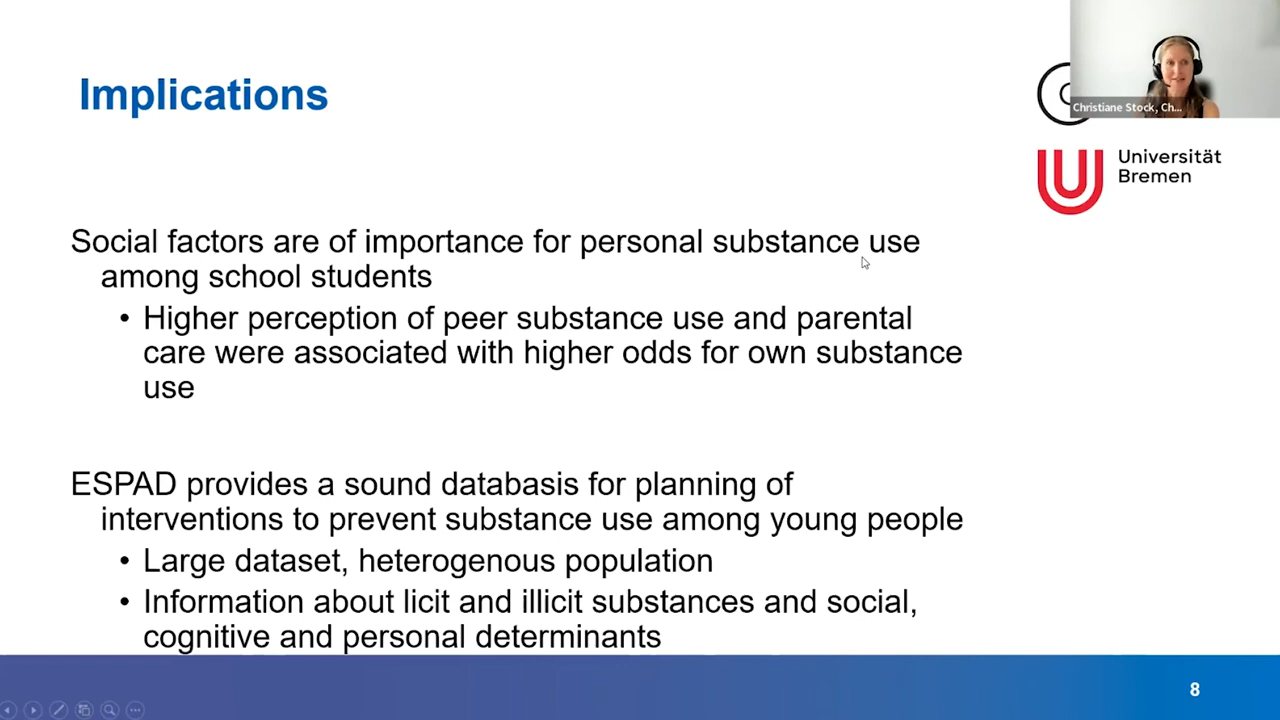 Implications
Christiane Stock, Ch...
Universität
Bremen
Social factors are of importance for personal substance use
among school students
• Higher perception of peer substance use and parental
care were associated with higher odds for own substance
use
ESPAD provides a sound databasis for planning of
interventions to prevent substance use among young people
• Large dataset, heterogenous population
• Information about licit and illicit substances and social,
cognitive and personal determinants
8